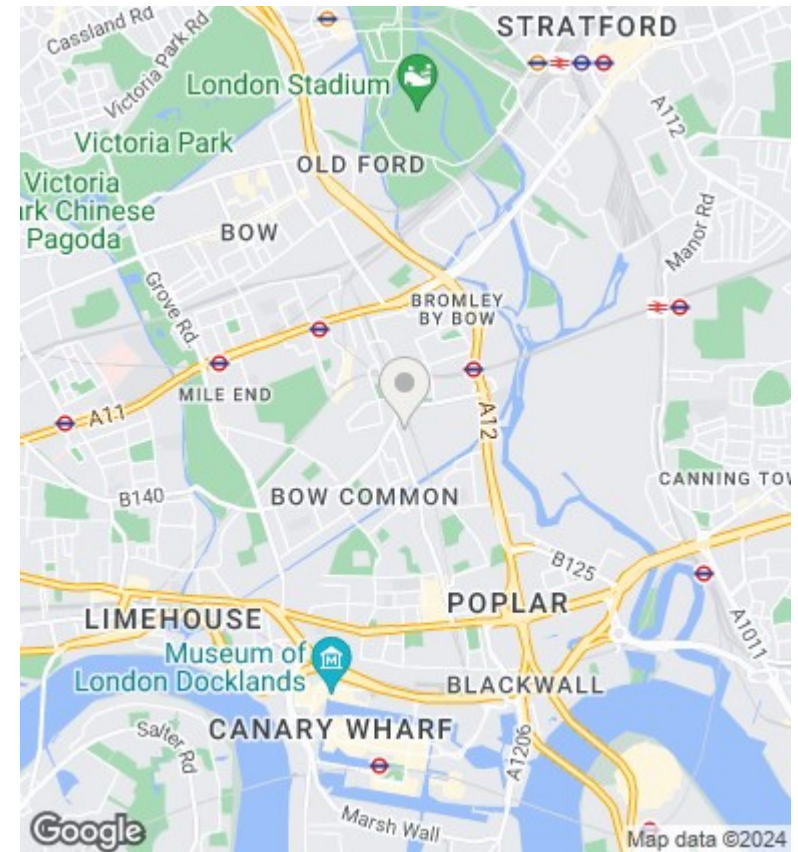 STRATFORD
Cassland Rd
Victoria Park Rd
London Stadium
A112
Victoria Park
OLD FORD
Victoria
ark Chinese
Pagoda
BOW
Manor Rd
Grove Rd
BROMLEY
BY BOW
MILE END
A11
A12
CANNING TOW
B140
BOW COMMON
B125
POPLAR
LIMEHOUSE
A1011
Museum of
London Docklands
BLACKWALL
CANARY WHARF
Salter Rd
A1206
Marsh Wall
Google
Map data ©2024